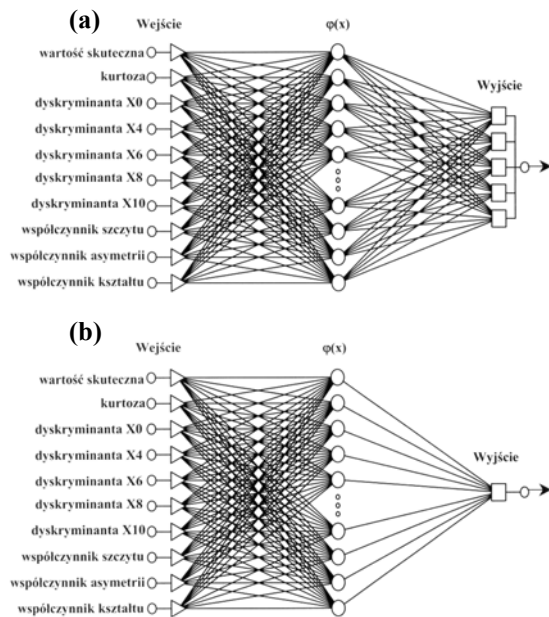 (a)
Wejście
φ(x)
wartość skuteczna
kurtoza
dyskryminanta X0
dyskryminanta X4
dyskryminanta X6
dyskryminanta X8
dyskryminanta X10
współczynnik szczytu
współczynnik asymetrii
współczynnik kształtu
Wyjście
(b)
Wejście
φ(x)
wartość skuteczna
kurtoza
dyskryminanta X0
dyskryminanta X4
dyskryminanta X6
dyskryminanta X8
dyskryminanta X10
współczynnik szczytu
współczynnik asymetrii
współczynnik kształtu
Wyjście